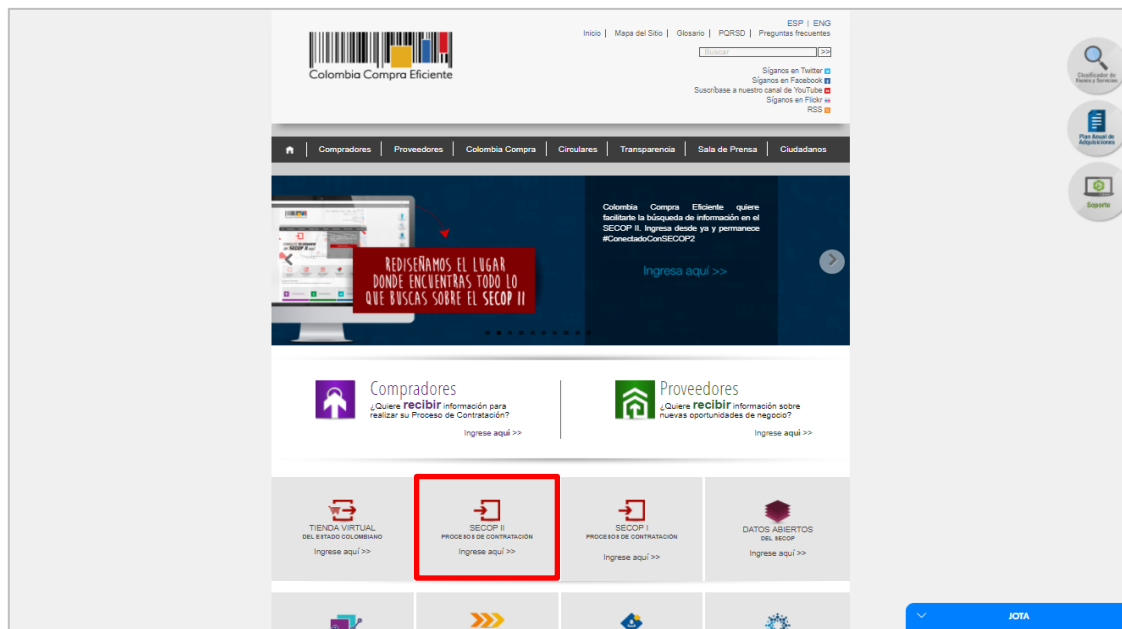 ESP | ENG
Inicio | Mapa del Sitio | Glosario | PQRSD | Preguntas frecuentes
Buscar >>
Colombia Compra Eficiente
Síganos en Twitter
Síganos en Facebook
Suscríbase a nuestro canal de YouTube
Síganos en Flickr
RSS
Clasificador de
Bienes y Servicios
Plan Anual de
Adquisiciones
Soporte
Compradores | Proveedores | Colombia Compra | Circulares | Transparencia | Sala de Prensa | Ciudadanos
Colombia Compra Eficiente quiere
facilitarte la búsqueda de información en el
SECOP II. Ingresa desde ya y permanece
#ConectadoConSECOP2
Ingresa aquí >>
REDISEÑAMOS EL LUGAR
DONDE ENCUENTRAS TODO LO
QUE BUSCAS SOBRE EL SECOP II
Compradores
¿Quiere recibir información para
realizar su Proceso de Contratación?
Ingrese aquí >>
Proveedores
¿Quiere recibir información sobre
nuevas oportunidades de negocio?
Ingrese aquí >>
TIENDA VIRTUAL
DEL ESTADO COLOMBIANO
Ingrese aquí >>
SECOP II
PROCESOS DE CONTRATACIÓN
Ingrese aquí >>
SECOP I
PROCESOS DE CONTRATACIÓN
Ingrese aquí >>
DATOS ABIERTOS
DEL SECOP
Ingrese aquí >>
JOTA